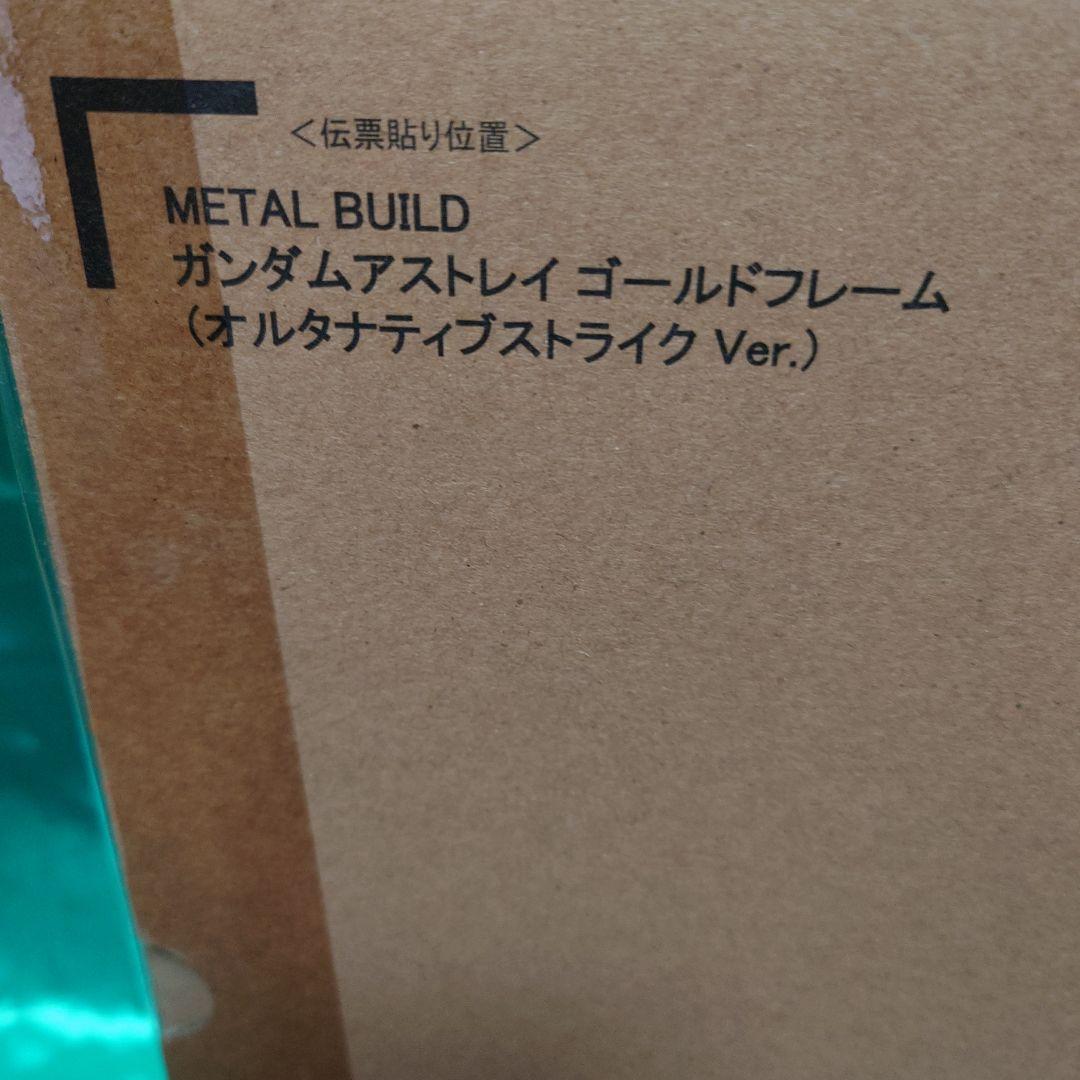 ＜伝票貼り位置＞
METAL BUILD
ガンダムアストレイ ゴールドフレーム
（オルタナティブストライク Ver.）